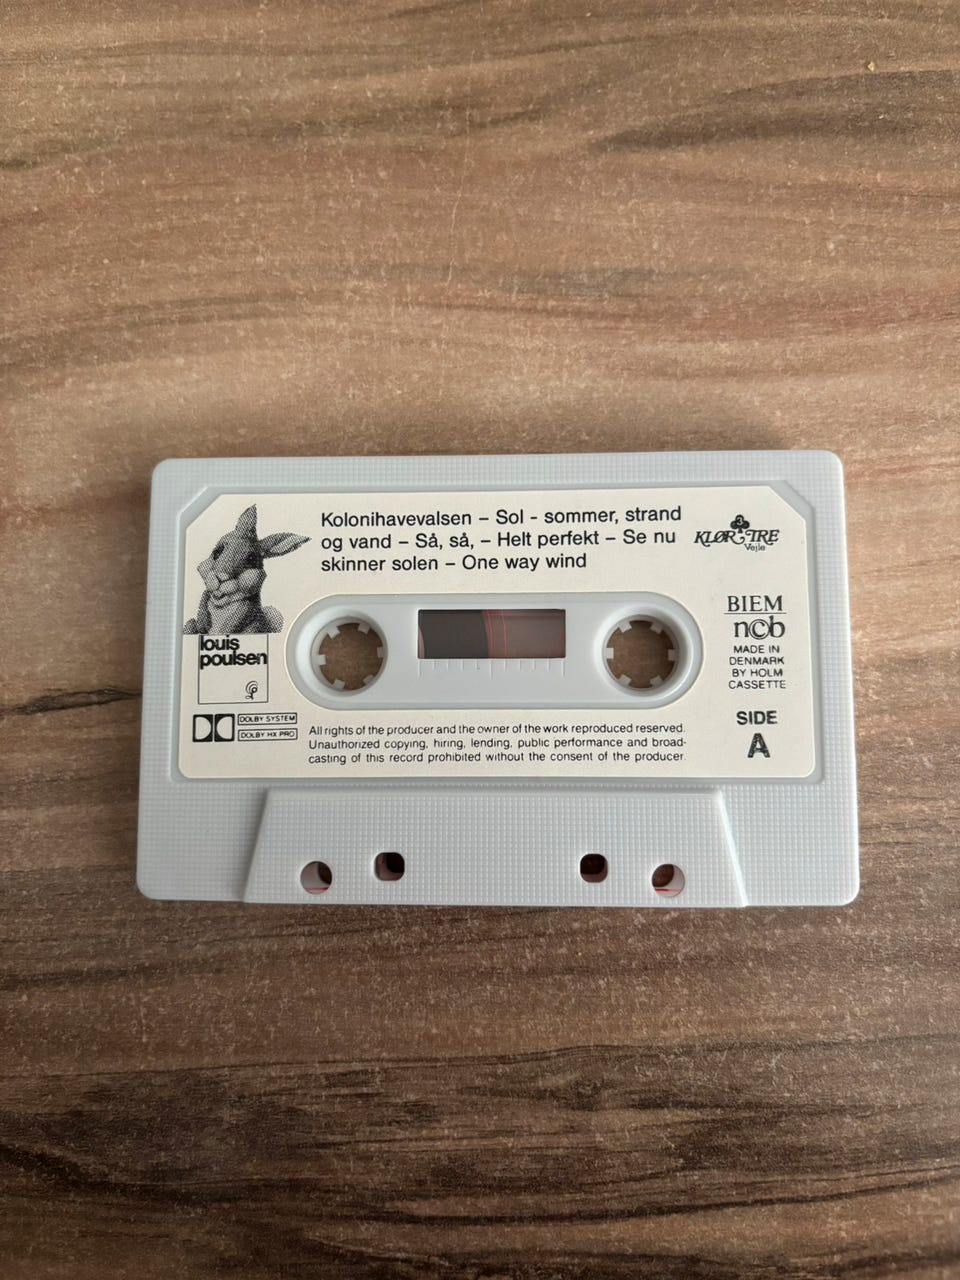 Kolonihavevalsen – Sol - sommer, strand
og vand – Så, så, – Helt perfekt – Se nu
skinner solen – One way wind
3
KLØR TRE
Vejle
louis
poulsen
BIEM
ncb
MADE IN
DENMARK
BY HOLM
CASSETTE
SIDE
A
DOLBY SYSTEM
DOLBY HX PRO
All rights of the producer and the owner of the work reproduced reserved.
Unauthorized copying, hiring, lending, public performance and broad-
casting of this record prohibited without the consent of the producer.